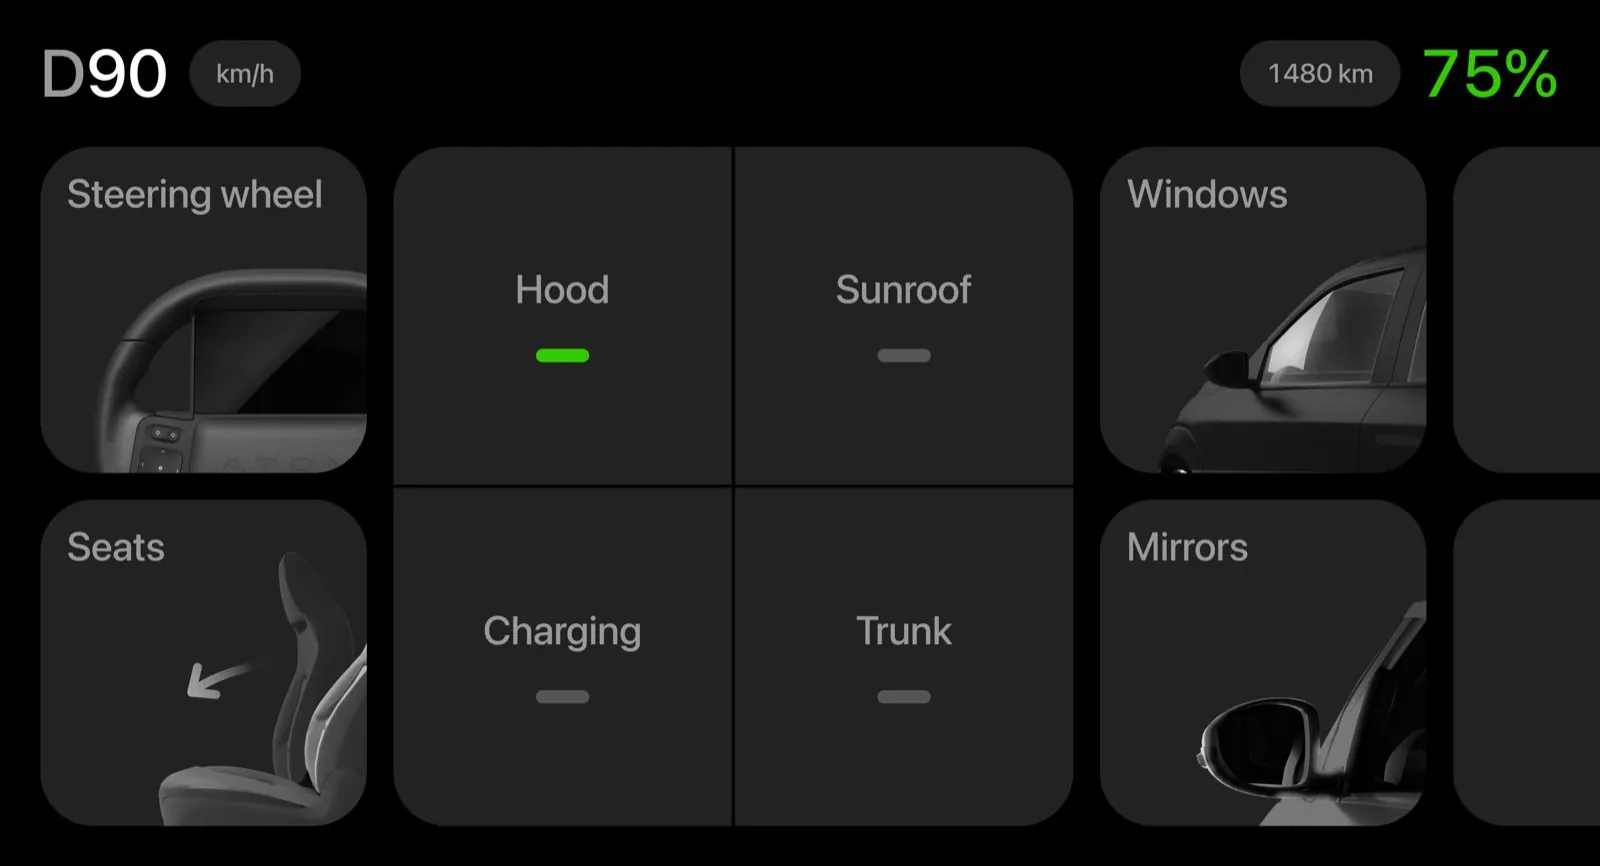 D90 km/h
1480 km 75%
Steering wheel
Hood
Sunroof
Windows
Seats
Charging
Trunk
Mirrors